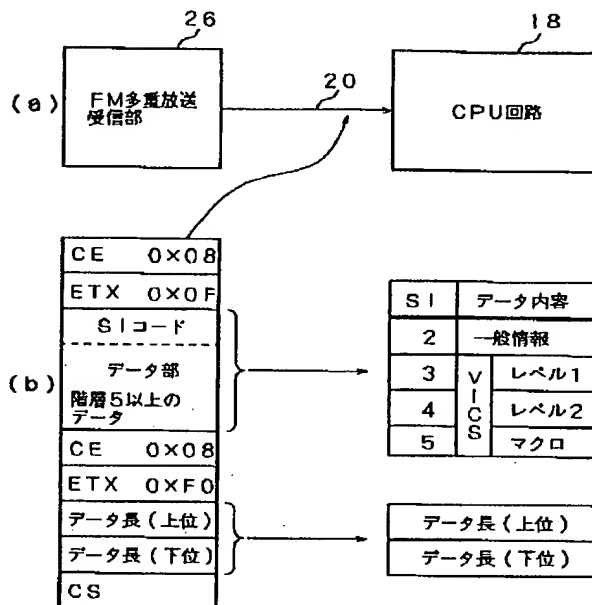 26
18
(a)
FM多重放送
受信部
20
CPU回路
(b)
CE 0×08
ETX 0×0F
SIコード
データ部
階層5以上の
データ
CE 0×08
ETX 0×F0
データ長(上位)
データ長(下位)
CS
SI データ内容
2 一般情報
3 レベル1
4 レベル2
5 マクロ
VICS
データ長(上位)
データ長(下位)